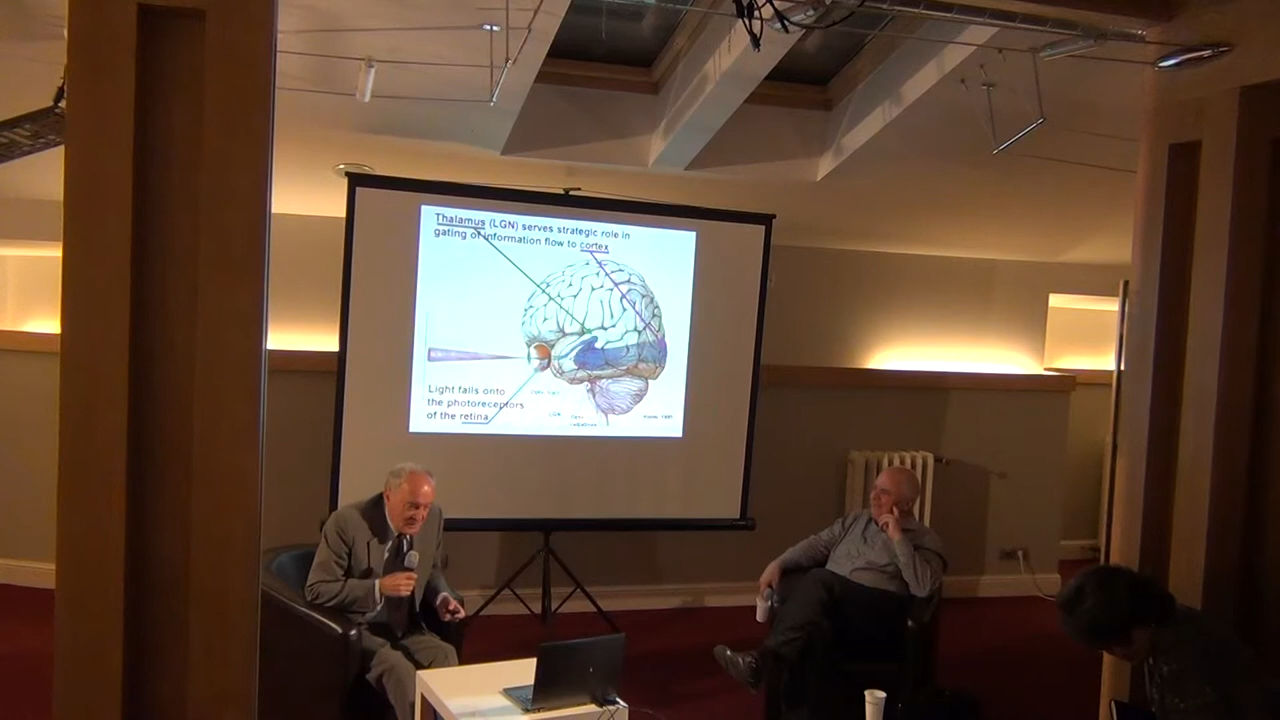 Thalamus (LGN) serves strategic role in
gating of information flow to cortex
Light falls onto
the photoreceptors
of the retina
LGN